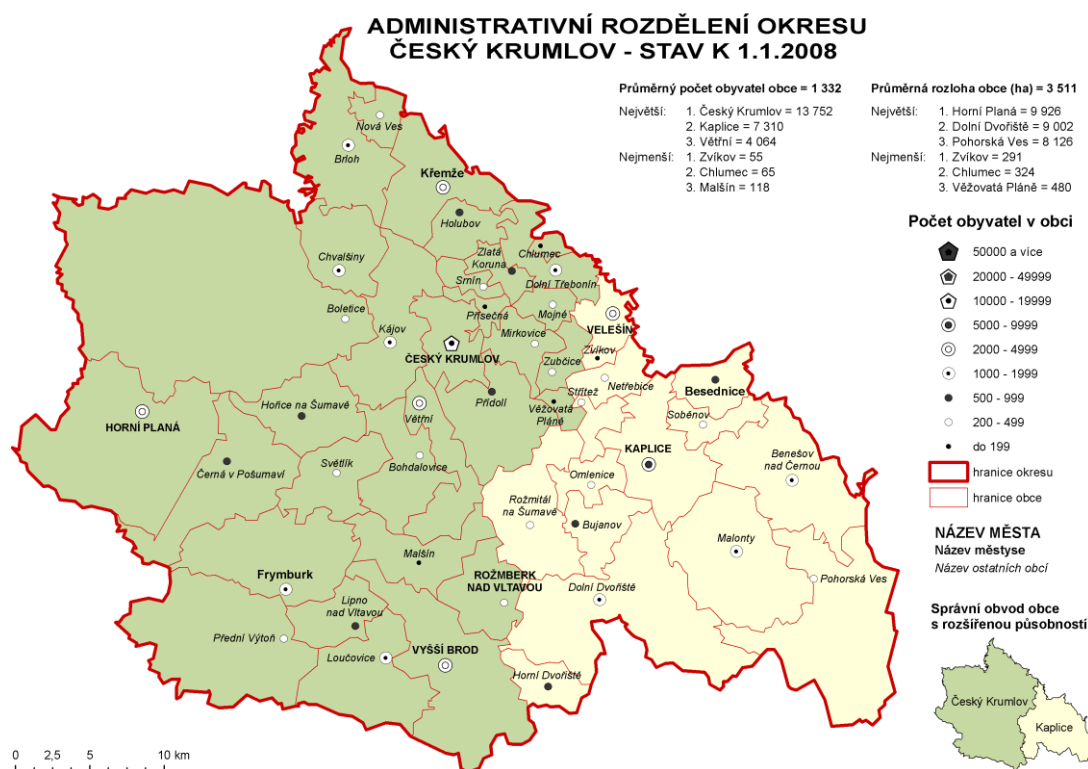 ADMINISTRATIVNÍ ROZDĚLENÍ OKRESU
ČESKÝ KRUMLOV - STAV K 1.1.2008
Průměrný počet obyvatel obce = 1 332
Největší: 1. Český Krumlov = 13 752
2. Kaplice = 7 310
3. Větřní = 4 064
Nejmenší: 1. Zvíkov = 55
2. Chlumec = 65
3. Malšín = 118
Průměrná rozloha obce (ha) = 3 511
Největší: 1. Horní Planá = 9 926
2. Dolní Dvořiště = 9 002
3. Pohorská Ves = 8 126
Nejmenší: 1. Zvíkov = 291
2. Chlumec = 324
3. Věžovatá Pláně = 480
Počet obyvatel v obci
50000 a více
20000 - 49999
10000 - 19999
5000 - 9999
2000 - 4999
1000 - 1999
500 - 999
200 - 499
do 199
hranice okresu
hranice obce
NÁZEV MĚSTA
Název městyse
Název ostatních obcí
Správní obvod obce
s rozšířenou působností
Český Krumlov
Kaplice
Nová Ves
Brloh
Křemže
Holubov
Chlumec
Zlatá
Koruna
Chvalšiny
Srnín
Dolní Třebonín
Boletice
Přísečná
Mojné
Kájov
Mirkovice
VELEŠÍN
ČESKÝ KRUMLOV
Zvíkov
Zubčice
Netřebice
Besednice
Střítež
Přídolí
Věžovatá
Pláně
Soběnov
Hořice na Šumavě
Větřní
HORNÍ PLANÁ
KAPLICE
Benešov
nad Černou
Černá v Pošumaví
Světlík
Bohdalovice
Omlenice
Rožmitál
na Šumavě
Bujanov
Malonty
Malšín
ROŽMBERK
NAD VLTAVOU
Pohorská Ves
Frymburk
Dolní Dvořiště
Lipno
nad Vltavou
Přední Výtoň
Loučovice
VYŠŠÍ BROD
Horní Dvořiště
0 2,5 5 10 km